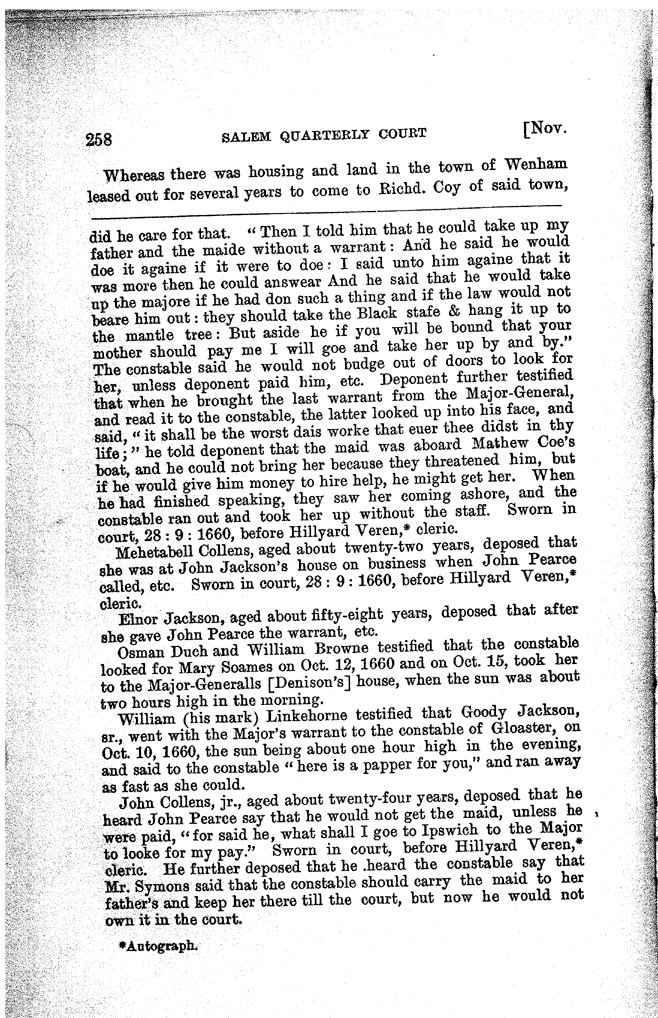 258 SALEM QUARTERLY COURT [Nov.
Whereas there was housing and land in the town of Wenham
leased out for several years to come to Richd. Coy of said town,
did he care for that. "Then I told him that he could take up my
father and the maide without a warrant: And he said he would
doe it againe if it were to doe: I said unto him againe that it
was more then he could answear And he said that he would take
up the majore if he had don such a thing and if the law would not
beare him out: they should take the Black stafe & hang it up to
the mantle tree: But aside he if you will be bound that your
mother should pay me I will goe and take her up by and by."
The constable said he would not budge out of doors to look for
her, unless deponent paid him, etc. Deponent further testified
that when he brought the last warrant from the Major-General,
and read it to the constable, the latter looked up into his face, and
said, "it shall be the worst dais worke that euer thee didst in thy
life;" he told deponent that the maid was aboard Mathew Coe's
boat, and he could not bring her because they threatened him, but
if he would give him money to hire help, he might get her. When
he had finished speaking, they saw her coming ashore, and the
constable ran out and took her up without the staff. Sworn in
court, 28 : 9 : 1660, before Hillyard Veren,* cleric.
Mehetabell Collens, aged about twenty-two years, deposed that
she was at John Jackson's house on business when John Pearce
called, etc. Sworn in court, 28 : 9 : 1660, before Hillyard Veren,*
cleric.
Elnor Jackson, aged about fifty-eight years, deposed that after
she gave John Pearce the warrant, etc.
Osman Duch and William Browne testified that the constable
looked for Mary Soames on Oct. 12, 1660 and on Oct. 15, took her
to the Major-Generalls [Denison's] house, when the sun was about
two hours high in the morning.
William (his mark) Linkehorne testified that Goody Jackson,
sr., went with the Major's warrant to the constable of Gloaster, on
Oct. 10, 1660, the sun being about one hour high in the evening,
and said to the constable "here is a papper for you," and ran away
as fast as she could.
John Collens, jr., aged about twenty-four years, deposed that he
heard John Pearce say that he would not get the maid, unless he
were paid, "for said he, what shall I goe to Ipswich to the Major
to looke for my pay." Sworn in court, before Hillyard Veren,*
cleric. He further deposed that he .heard the constable say that
Mr. Symons said that the constable should carry the maid to her
father's and keep her there till the court, but now he would not
own it in the court.
*Autograph.